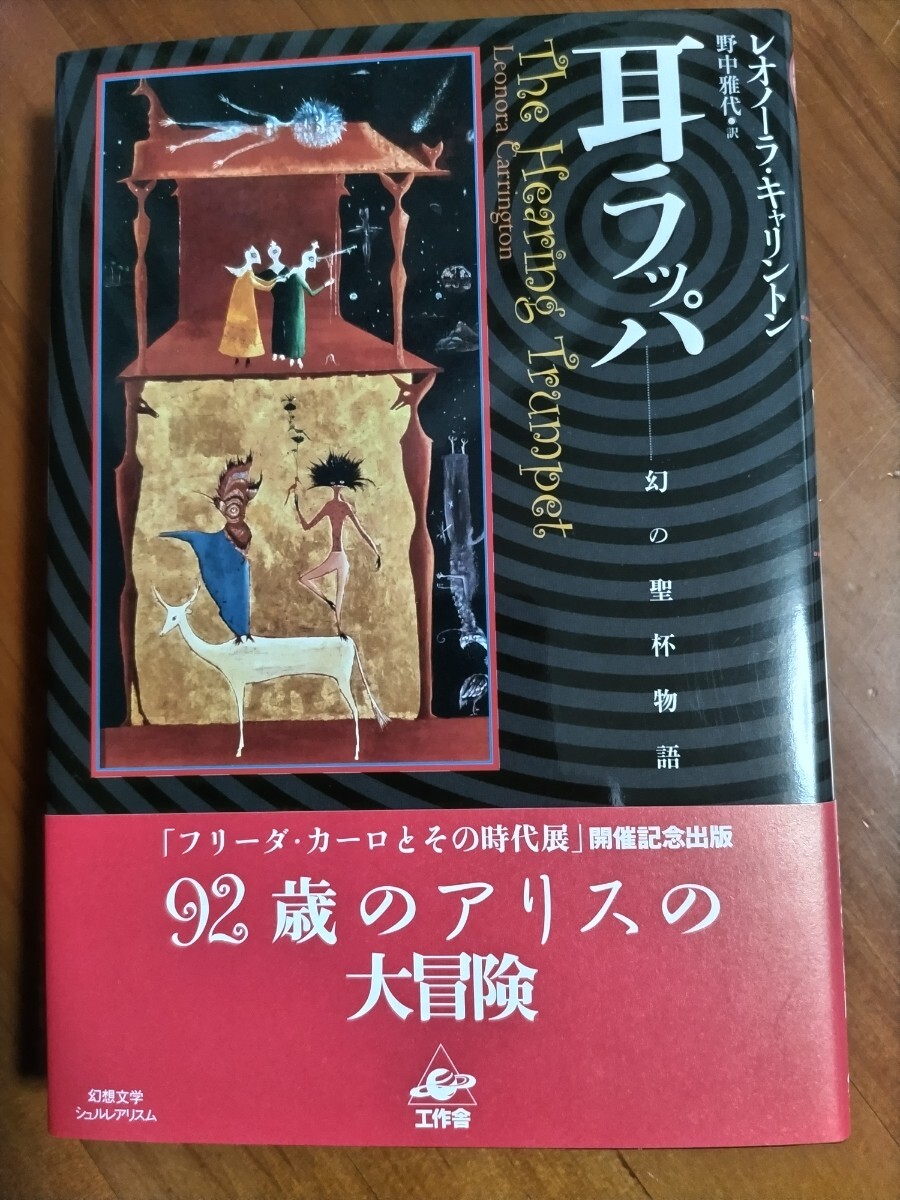 レオノーラ・キャリントン
野中雅代・訳
耳ラッパ
幻の聖杯物語
The Hearing Trumpet
Leonora Carrington
「フリーダ・カーロとその時代展」開催記念出版
92歳のアリスの
大冒険
幻想文学
シュルレアリスム
工作舎